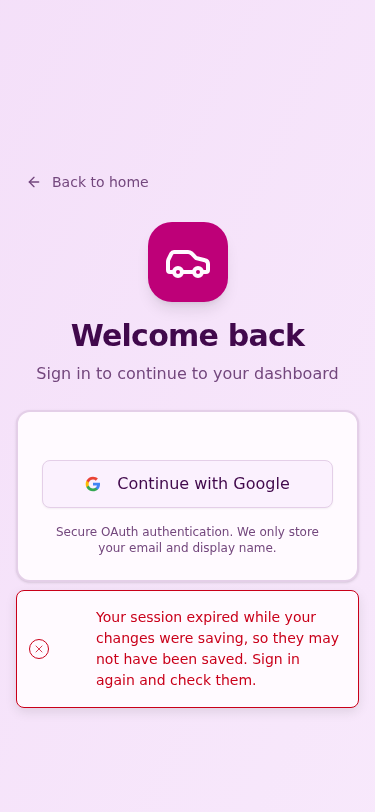 Back to home
Welcome back
Sign in to continue to your dashboard
Continue with Google
Secure OAuth authentication. We only store
your email and display name.
Your session expired while your
changes were saving, so they may
not have been saved. Sign in
again and check them.